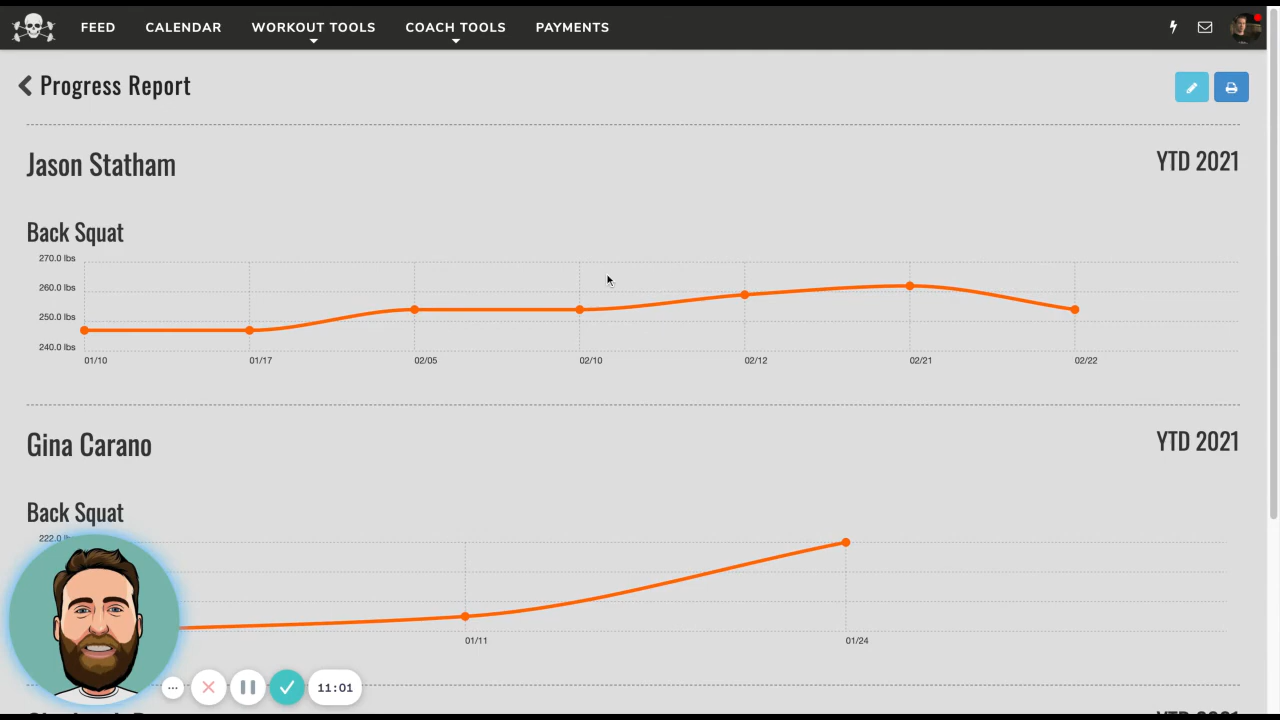 FEED CALENDAR WORKOUT TOOLS COACH TOOLS PAYMENTS
Progress Report
Jason Statham YTD 2021
Back Squat
270.0 lbs
260.0 lbs
250.0 lbs
240.0 lbs
01/10 01/17 02/05 02/10 02/12 02/21 02/22
Gina Carano YTD 2021
Back Squat
222.0
01/11 01/24
11:01